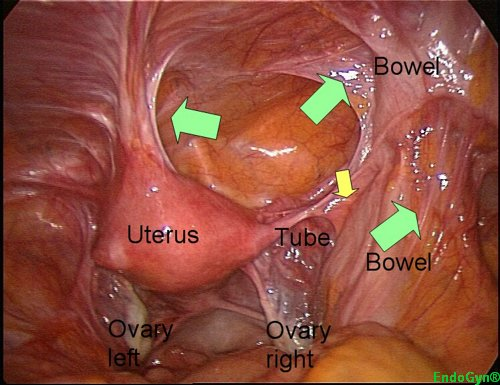 Bowel
Uterus
Tube
Bowel
Ovary
left
Ovary
right
EndoGyn®